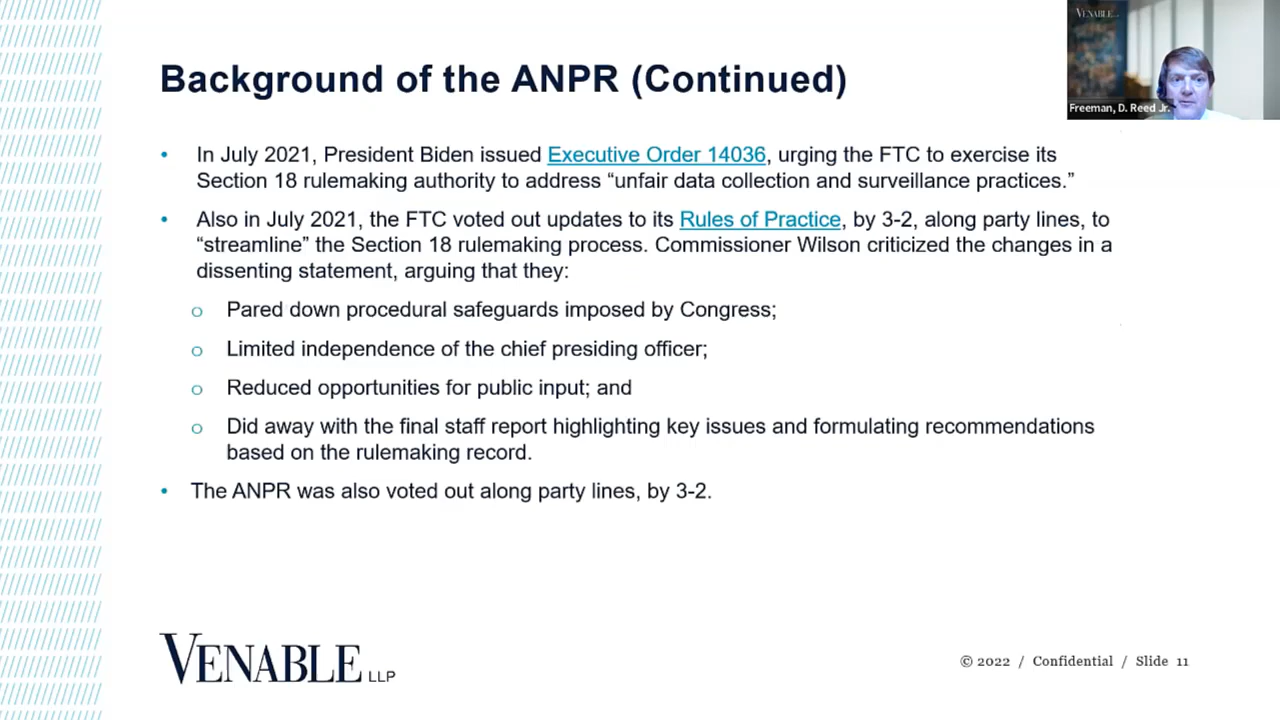 VENABLE
Freeman, D. Reed Jr.
Background of the ANPR (Continued)
• In July 2021, President Biden issued Executive Order 14036, urging the FTC to exercise its
Section 18 rulemaking authority to address “unfair data collection and surveillance practices.”
• Also in July 2021, the FTC voted out updates to its Rules of Practice, by 3-2, along party lines, to
“streamline” the Section 18 rulemaking process. Commissioner Wilson criticized the changes in a
dissenting statement, arguing that they:
o Pared down procedural safeguards imposed by Congress;
o Limited independence of the chief presiding officer;
o Reduced opportunities for public input; and
o Did away with the final staff report highlighting key issues and formulating recommendations
based on the rulemaking record.
• The ANPR was also voted out along party lines, by 3-2.
VENABLE LLP
© 2022 / Confidential / Slide 11